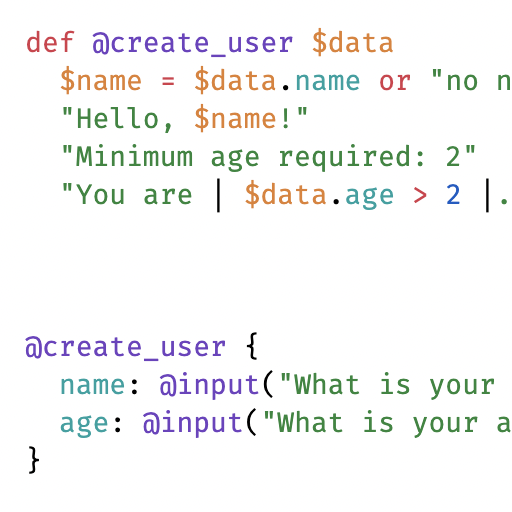 def @create_user $data
$name = $data.name or "no n
"Hello, $name!"
"Minimum age required: 2"
"You are | $data.age > 2 |.
@create_user {
name: @input("What is your
age: @input("What is your a
}